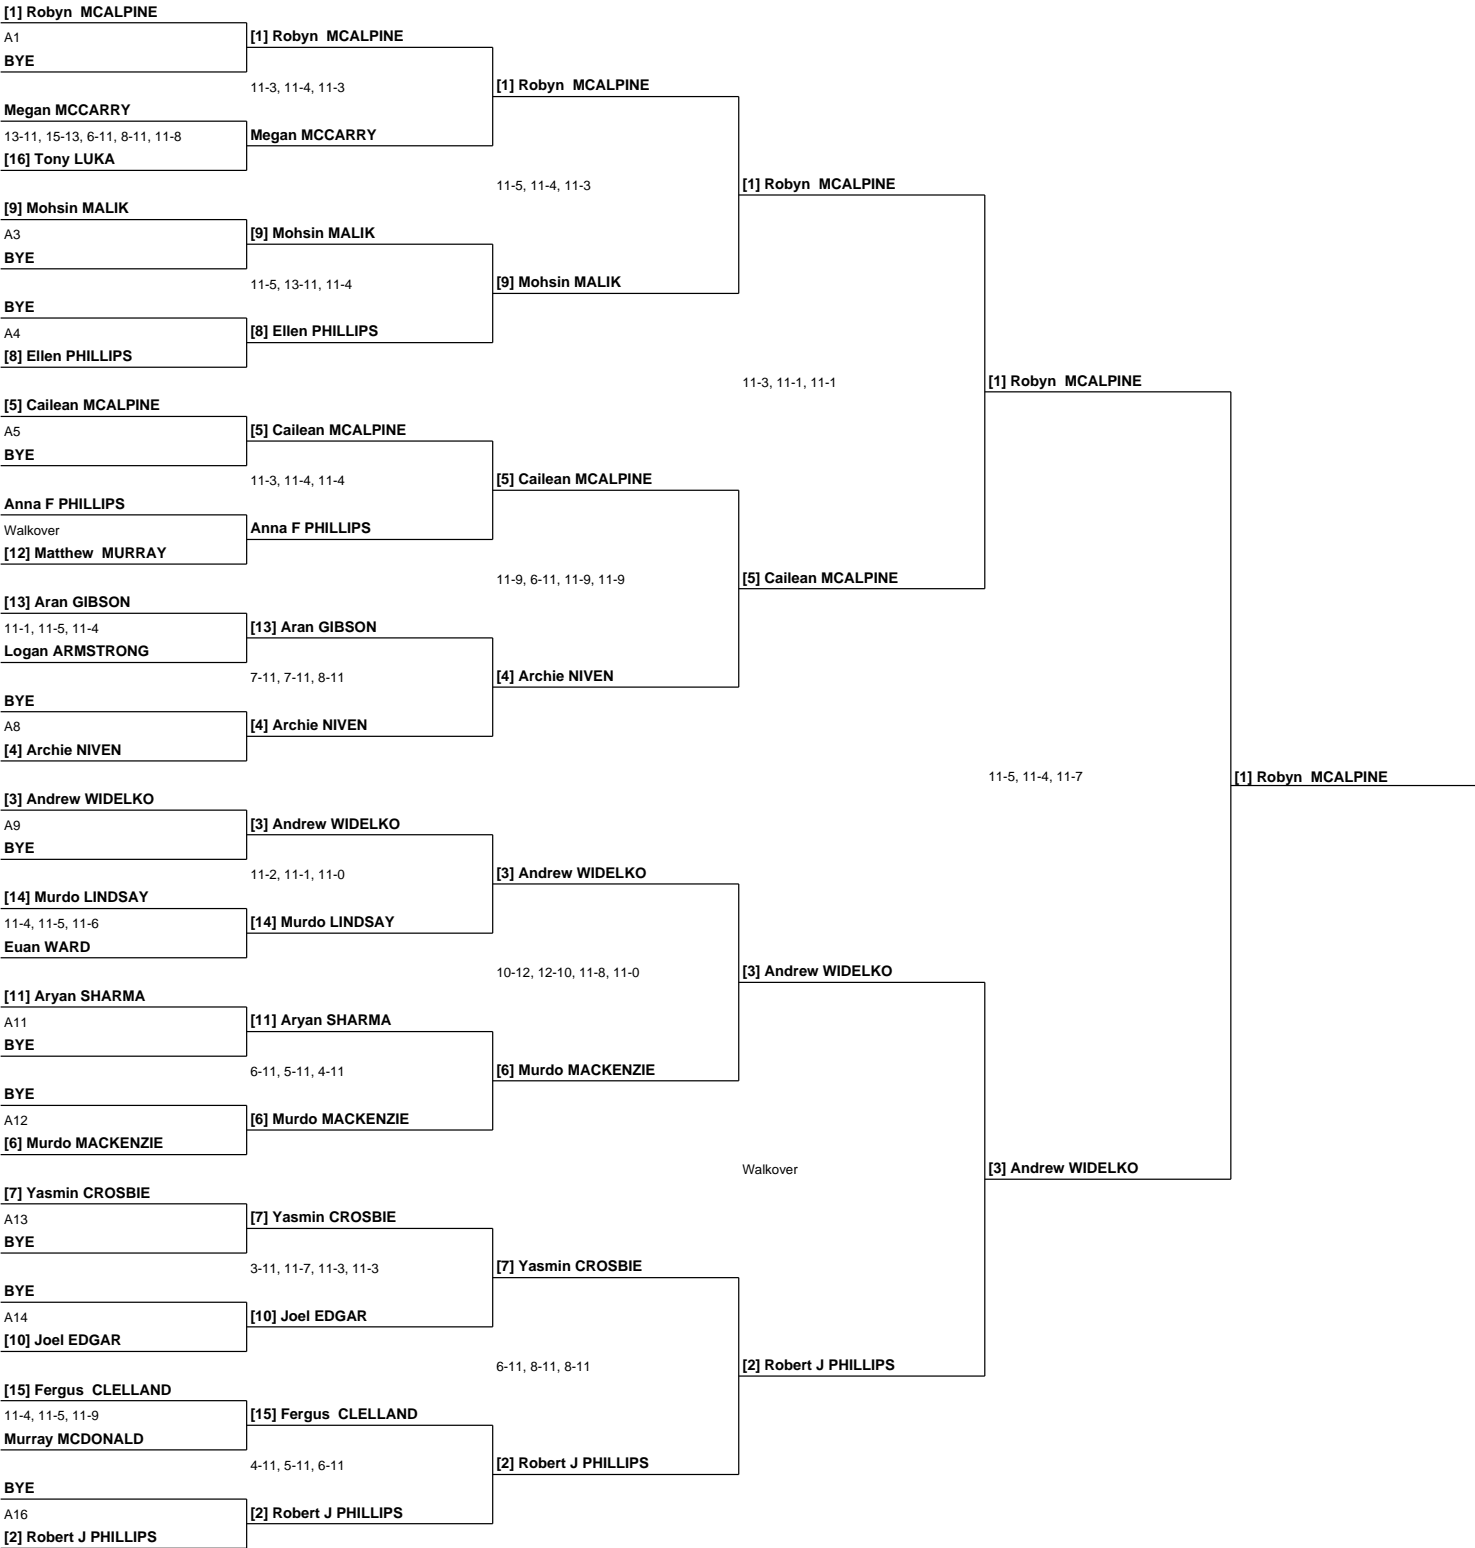 [1] Robyn  MCALPINE
A1
BYE
Megan MCCARRY
13-11, 15-13, 6-11, 8-11, 11-8
[16] Tony LUKA
[9] Mohsin MALIK
A3
BYE
BYE
A4
[8] Ellen PHILLIPS
[5] Cailean MCALPINE
A5
BYE
Anna F PHILLIPS
Walkover
[12] Matthew  MURRAY
[13] Aran GIBSON
11-1, 11-5, 11-4
Logan ARMSTRONG
BYE
A8
[4] Archie NIVEN
[3] Andrew WIDELKO
A9
BYE
[14] Murdo LINDSAY
11-4, 11-5, 11-6
Euan WARD
[11] Aryan SHARMA
A11
BYE
BYE
A12
[6] Murdo MACKENZIE
[7] Yasmin CROSBIE
A13
BYE
BYE
A14
[10] Joel EDGAR
[15] Fergus  CLELLAND
11-4, 11-5, 11-9
Murray MCDONALD
BYE
A16
[2] Robert J PHILLIPS
[1] Robyn  MCALPINE
11-3, 11-4, 11-3
Megan MCCARRY
[9] Mohsin MALIK
11-5, 13-11, 11-4
[8] Ellen PHILLIPS
[5] Cailean MCALPINE
11-3, 11-4, 11-4
Anna F PHILLIPS
[13] Aran GIBSON
7-11, 7-11, 8-11
[4] Archie NIVEN
[3] Andrew WIDELKO
11-2, 11-1, 11-0
[14] Murdo LINDSAY
[11] Aryan SHARMA
6-11, 5-11, 4-11
[6] Murdo MACKENZIE
[7] Yasmin CROSBIE
3-11, 11-7, 11-3, 11-3
[10] Joel EDGAR
[15] Fergus  CLELLAND
4-11, 5-11, 6-11
[2] Robert J PHILLIPS
[1] Robyn  MCALPINE
11-5, 11-4, 11-3
[9] Mohsin MALIK
[5] Cailean MCALPINE
11-9, 6-11, 11-9, 11-9
[4] Archie NIVEN
[3] Andrew WIDELKO
10-12, 12-10, 11-8, 11-0
[6] Murdo MACKENZIE
[7] Yasmin CROSBIE
6-11, 8-11, 8-11
[2] Robert J PHILLIPS
[1] Robyn  MCALPINE
11-3, 11-1, 11-1
[5] Cailean MCALPINE
[3] Andrew WIDELKO
Walkover
[2] Robert J PHILLIPS
[1] Robyn  MCALPINE
11-5, 11-4, 11-7
[3] Andrew WIDELKO
[1] Robyn  MCALPINE